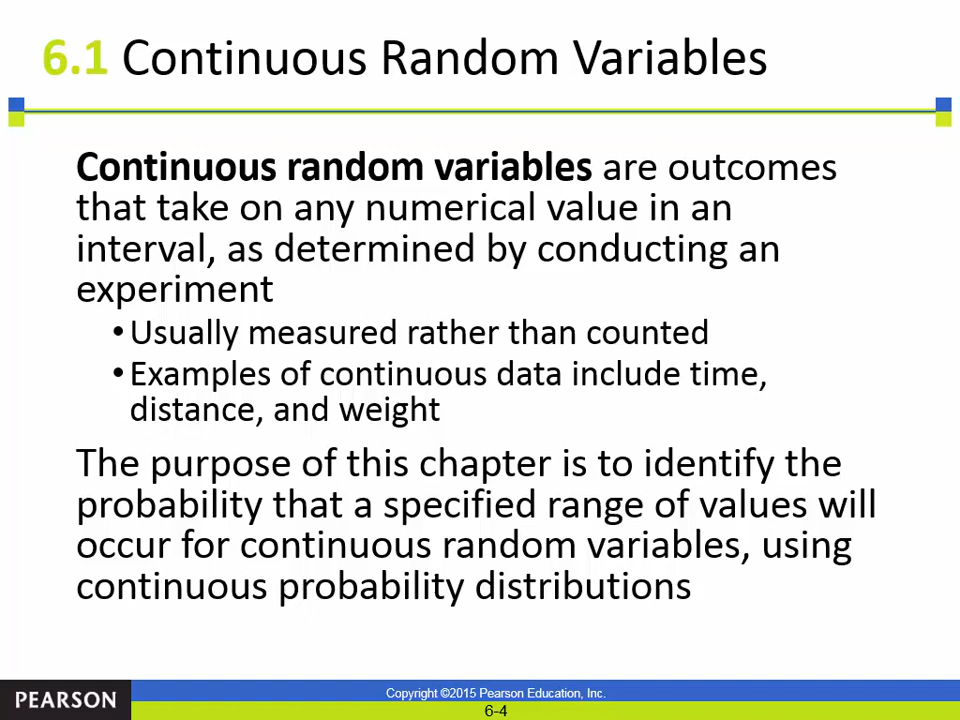 6.1 Continuous Random Variables
Continuous random variables are outcomes
that take on any numerical value in an
interval, as determined by conducting an
experiment
•Usually measured rather than counted
•Examples of continuous data include time,
distance, and weight
The purpose of this chapter is to identify the
probability that a specified range of values will
occur for continuous random variables, using
continuous probability distributions
PEARSON
Copyright ©2015 Pearson Education, Inc.
6-4